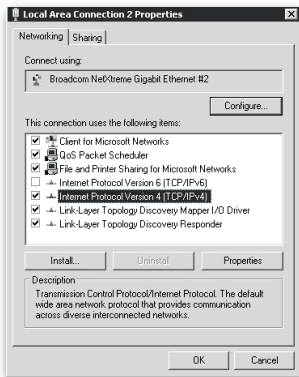 Local Area Connection 2 Properties
Networking
Sharing
Connect using:
Broadcom NetXtreme Gigabit Ethernet #2
Configure...
This connection uses the following items:
Client for Microsoft Networks
QoS Packet Scheduler
File and Printer Sharing for Microsoft Networks
Internet Protocol Version 6 (TCP/IPv6)
Internet Protocol Version 4 (TCP/IPv4)
Link-Layer Topology Discovery Mapper I/O Driver
Link-Layer Topology Discovery Responder
Install...
Uninstall
Properties
Description
Transmission Control Protocol/Internet Protocol. The default
wide area network protocol that provides communication
across diverse interconnected networks.
OK
Cancel